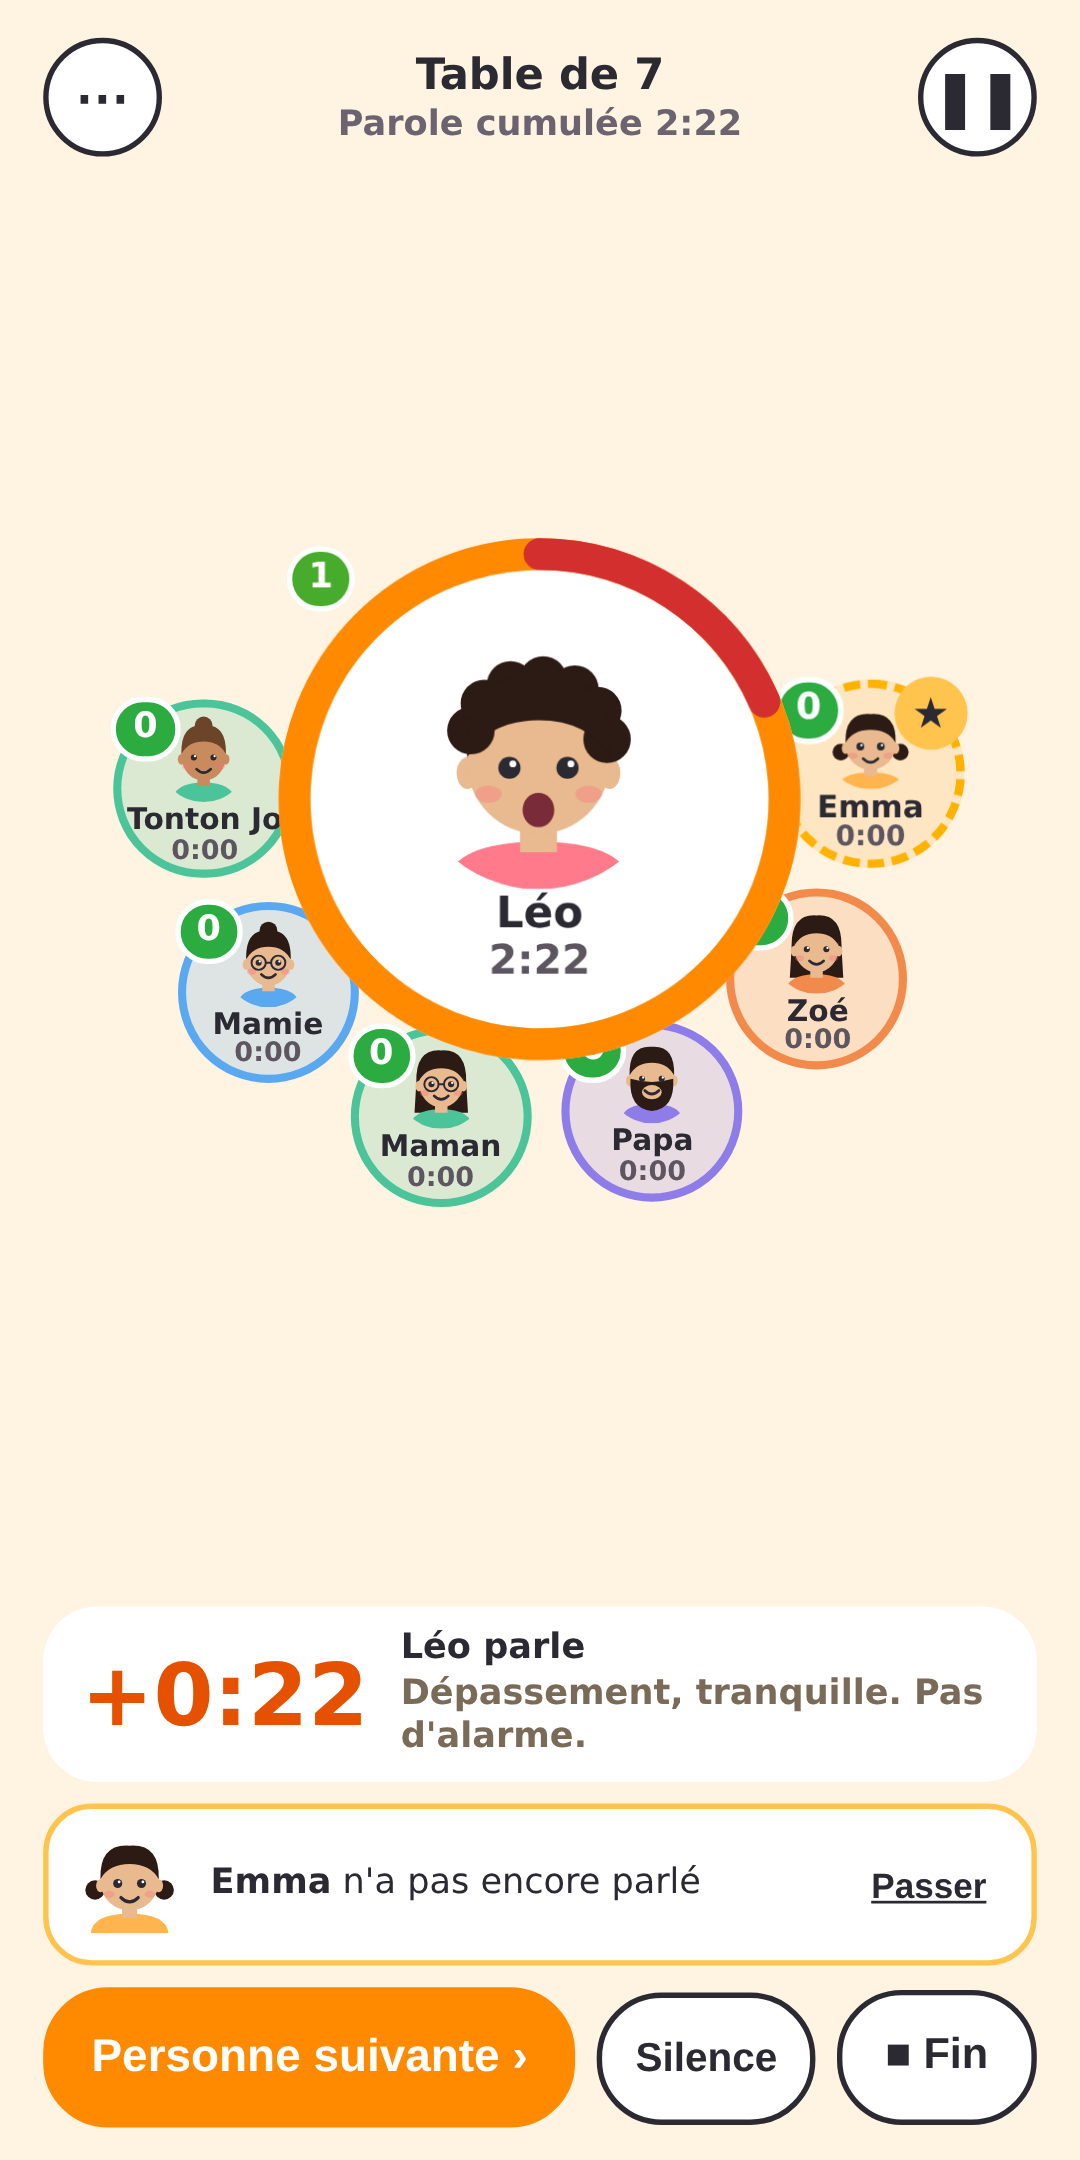 ...
Table de 7
Parole cumulée 2:22
1
0
Tonton Jo
0:00
0
Emma
0:00
Léo
2:22
0
Mamie
0:00
Zoé
0:00
0
Maman
0:00
Papa
0:00
+0:22
Léo parle
Dépassement, tranquille. Pas
d'alarme.
Emma n'a pas encore parlé
Passer
Personne suivante ›
Silence
■ Fin